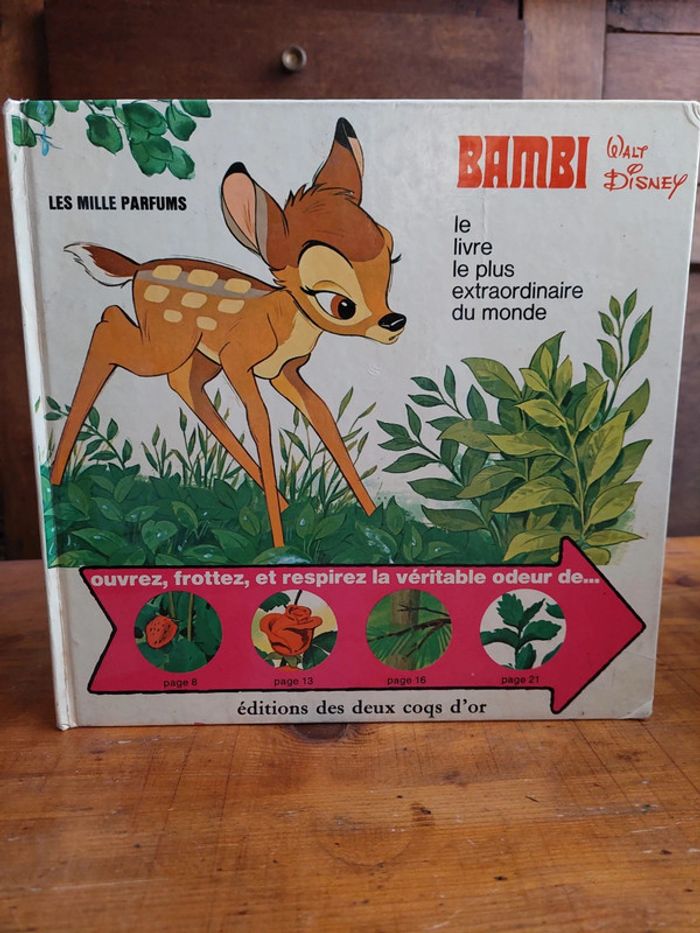 BAMBI
WALT
DISNEY
LES MILLE PARFUMS
le
livre
le plus
extraordinaire
du monde
ouvrez, frottez, et respirez la véritable odeur de...
page 8
page 13
page 16
page 21
éditions des deux coqs d'or